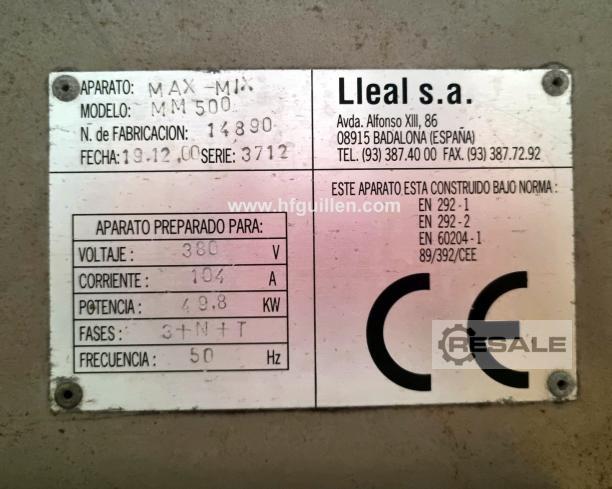 APARATO: MAX-MIX
MODELO: MM 500
N. de FABRICACION: 14890
FECHA: 19.12.00 SERIE: 3712
Lleal s.a.
Avda. Alfonso XIII, 86
08915 BADALONA (ESPAÑA)
TEL. (93) 387.40 00 FAX. (93) 387.72.92
www.hfguillen.com
APARATO PREPARADO PARA:
VOLTAJE: 380 V
CORRIENTE: 104 A
POTENCIA: 49.8 KW
FASES: 3+N+T
FRECUENCIA: 50 Hz
ESTE APARATO ESTA CONSTRUIDO BAJO NORMA:
EN 292-1
EN 292-2
EN 60204-1
89/392/CEE
CE
RESALE